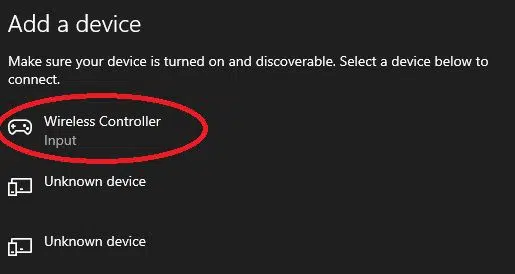 Add a device
Make sure your device is turned on and discoverable. Select a device below to
connect.
Wireless Controller
Input
Unknown device
Unknown device